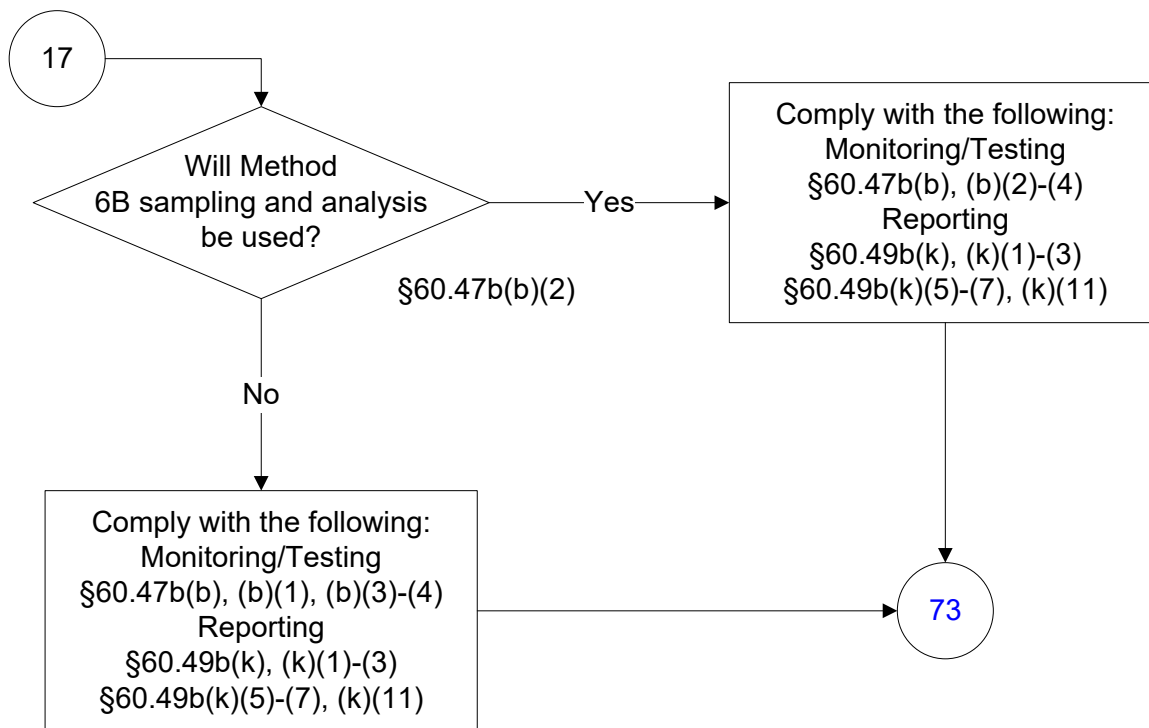 17
Will Method
6B sampling and analysis
be used?
Yes
§60.47b(b)(2)
Comply with the following:
Monitoring/Testing
§60.47b(b), (b)(2)-(4)
Reporting
§60.49b(k), (k)(1)-(3)
§60.49b(k)(5)-(7), (k)(11)
No
Comply with the following:
Monitoring/Testing
§60.47b(b), (b)(1), (b)(3)-(4)
Reporting
§60.49b(k), (k)(1)-(3)
§60.49b(k)(5)-(7), (k)(11)
73